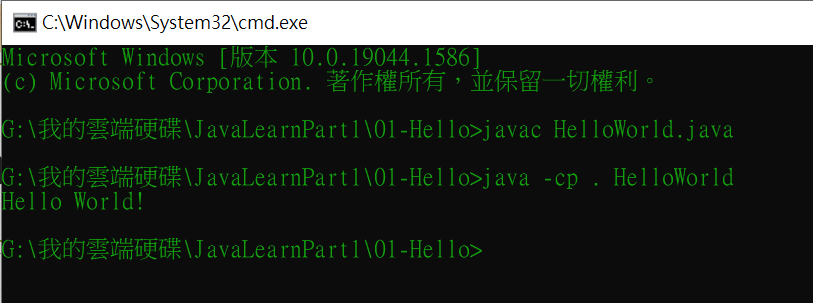 C:\Windows\System32\cmd.exe
Microsoft Windows [版本 10.0.19044.1586]
(c) Microsoft Corporation. 著作權所有，並保留一切權利。
G:\我的雲端硬碟\JavaLearnPart1\01-Hello>javac HelloWorld.java
G:\我的雲端硬碟\JavaLearnPart1\01-Hello>java -cp . HelloWorld
Hello World!
G:\我的雲端硬碟\JavaLearnPart1\01-Hello>